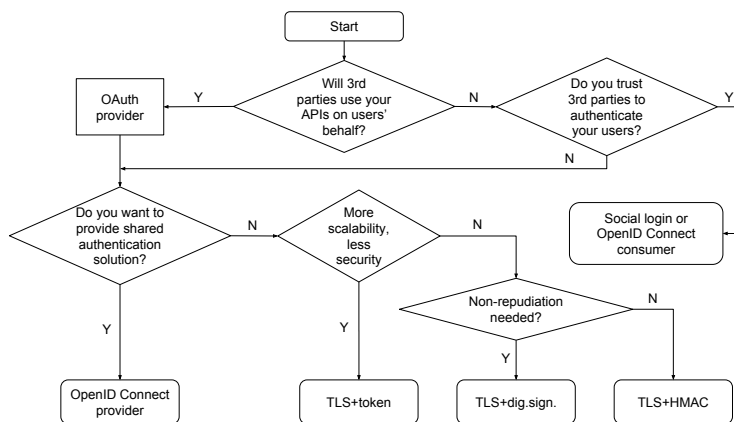 Start
Will 3rd
parties use your
APIs on users'
behalf?
Y
N
OAuth
provider
Do you trust
3rd parties to
authenticate
your users?
Y
N
Do you want to
provide shared
authentication
solution?
N
More
scalability,
less
security
N
Social login or
OpenID Connect
consumer
Non-repudiation
needed?
N
Y
Y
Y
OpenID Connect
provider
TLS+token
TLS+dig.sign.
TLS+HMAC